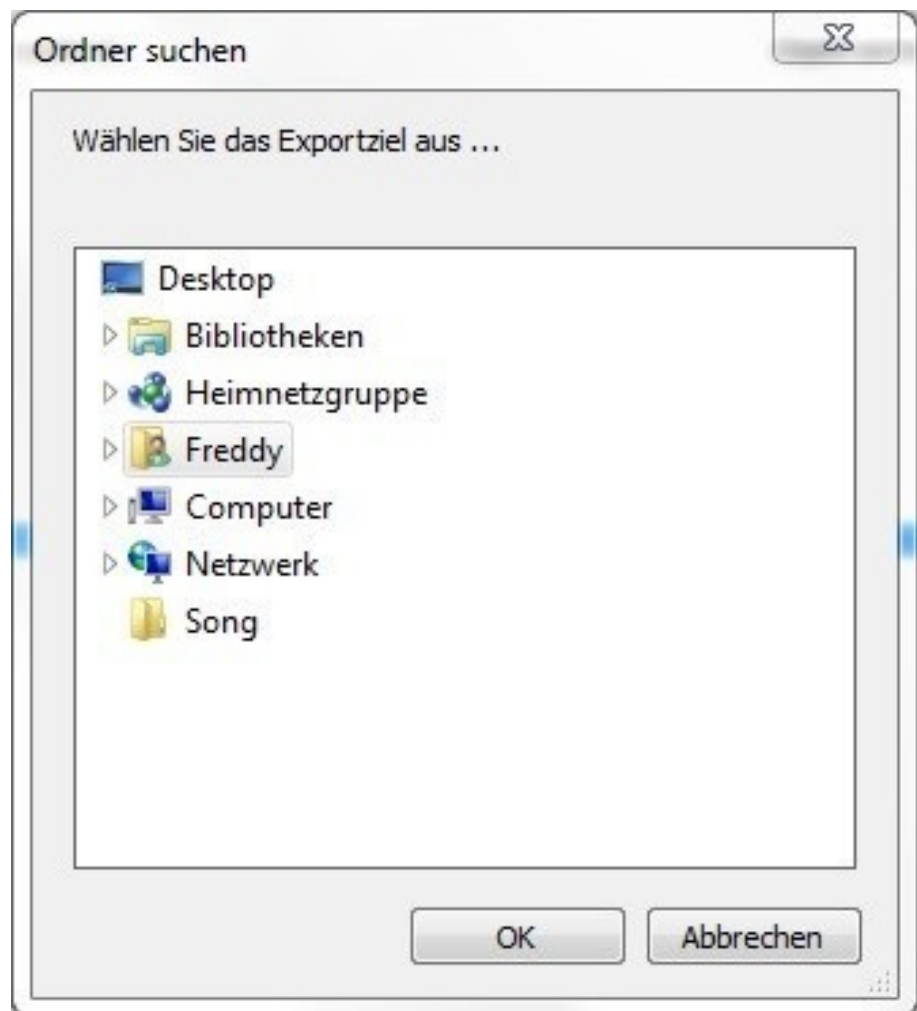 Ordner suchen
Wählen Sie das Exportziel aus ...
Desktop
Bibliotheken
Heimnetzgruppe
Freddy
Computer
Netzwerk
Song
OK Abbrechen